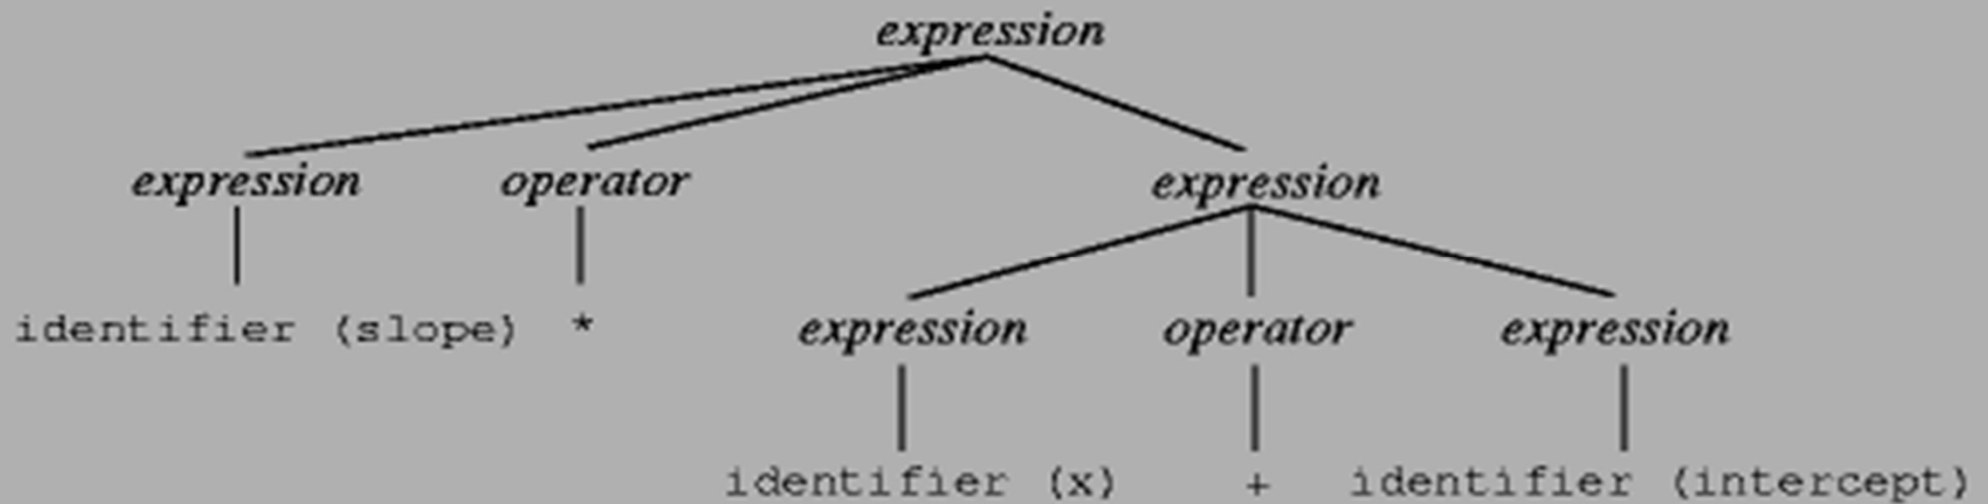 expression
expression operator expression
identifier (slope) * expression operator expression
identifier (x) + identifier (intercept)